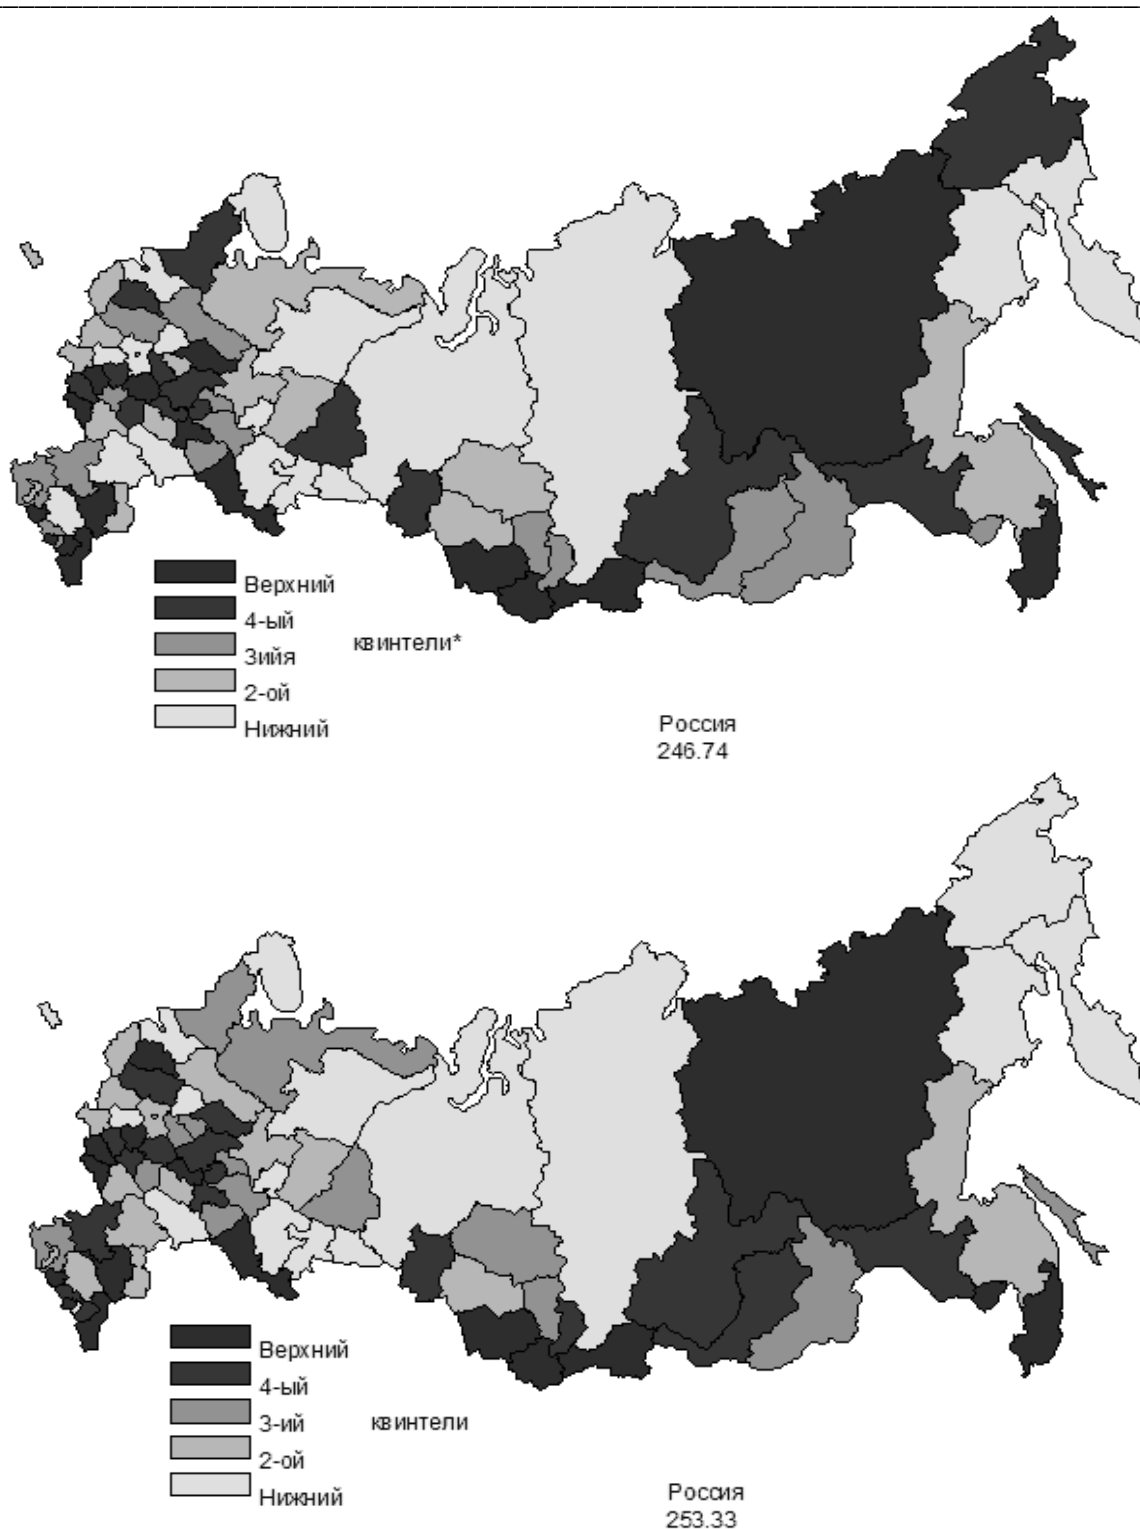 Верхний
4-ый
3ийя
2-ой
Нижний
квинтели*
Россия
246.74
Верхний
4-ый
3-ий
2-ой
Нижний
квинтели
Россия
253.33